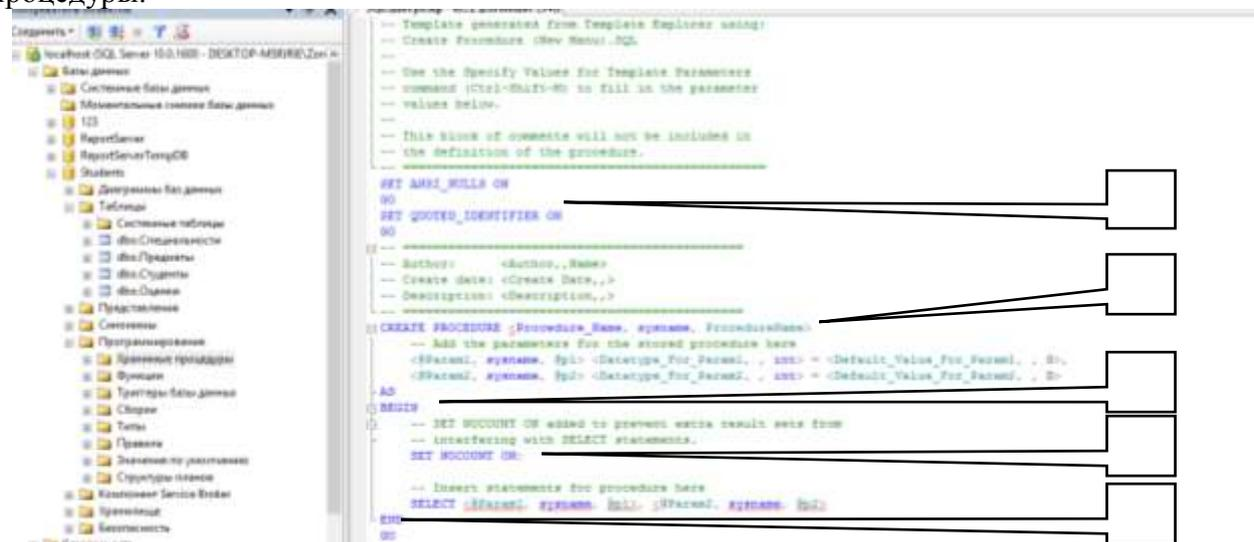 процедуры.
Соединить
localhost (SQL Server 10.0.1600 - DESKTOP-
Базы данных
Системные базы данных
Моментальные снимки базы данных
123
ReportServer
ReportServerTempDB
Students
Диаграммы баз данных
Таблицы
Системные таблицы
dbo.Специальности
dbo.Предметы
dbo.Студенты
dbo.Оценки
Представления
Синонимы
Программирование
Хранимые процедуры
Функции
Триггеры базы данных
Сборки
Типы
Правила
Значения по умолчанию
Структуры планов
Компонент Service Broker
Хранилище
Безопасность
-- Template generated from Template Explorer using:
-- Create Procedure (New Menu).SQL
--
-- Use the Specify Values for Template Parameters
-- command (Ctrl-Shift-M) to fill in the parameter
-- values below.
--
-- This block of comments will not be included in
-- the definition of the procedure.
-- ================================================
SET ANSI_NULLS ON
GO
SET QUOTED_IDENTIFIER ON
GO
-- =============================================
-- Author: <Author,,Name>
-- Create date: <Create Date,,>
-- Description: <Description,,>
-- =============================================
CREATE PROCEDURE <Procedure_Name, sysname, ProcedureName>
-- Add the parameters for the stored procedure here
<@Param1, sysname, @p1> <Datatype_For_Param1, , int> = <Default_Value_For_Param1, , 0>,
<@Param2, sysname, @p2> <Datatype_For_Param2, , int> = <Default_Value_For_Param2, , 0>
AS
BEGIN
-- SET NOCOUNT ON added to prevent extra result sets from
-- interfering with SELECT statements.
SET NOCOUNT ON;
-- Insert statements for procedure here
SELECT <@Param1, sysname, @p1>, <@Param2, sysname, @p2>
END
GO